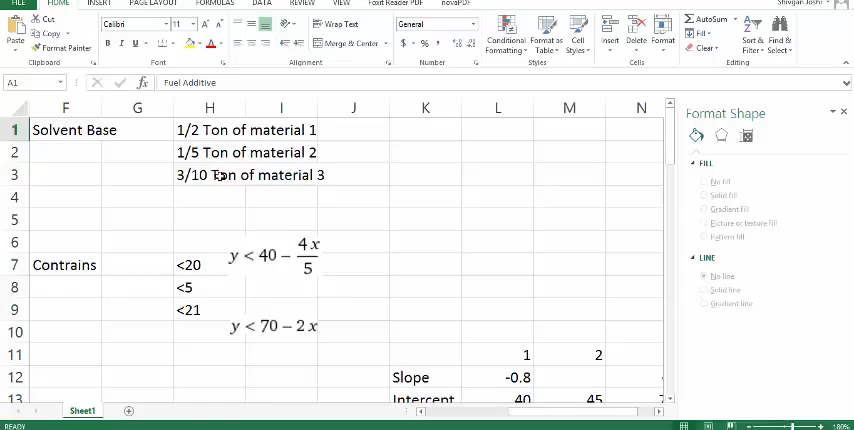 FILE HOME INSERT PAGE LAYOUT FORMULAS DATA REVIEW VIEW Foxit Reader PDF novaPDF Shivgan Joshi
Cut
Copy
Format Painter
Paste
Clipboard
Calibri 11
B I U
Font
Wrap Text
Merge & Center
Alignment
General
$ % ,
Number
Conditional Formatting
Format as Table
Cell Styles
Styles
Insert Delete Format
Cells
AutoSum
Fill
Clear
Sort & Filter
Find & Select
Editing
A1 fx Fuel Additive
F G H I J K L M N
1 Solvent Base 1/2 Ton of material 1
2 1/5 Ton of material 2
3 3/10 Ton of material 3
4
5
6
7 Contrains <20 y < 40 − 4x/5
8 <5
9 <21
10 y < 70 − 2x
11 1 2
12 Slope -0.8
13 Intercept 40 45
Format Shape
FILL
No fill
Solid fill
Gradient fill
Picture or texture fill
Pattern fill
LINE
No line
Solid line
Gradient line
Sheet1
READY 180%